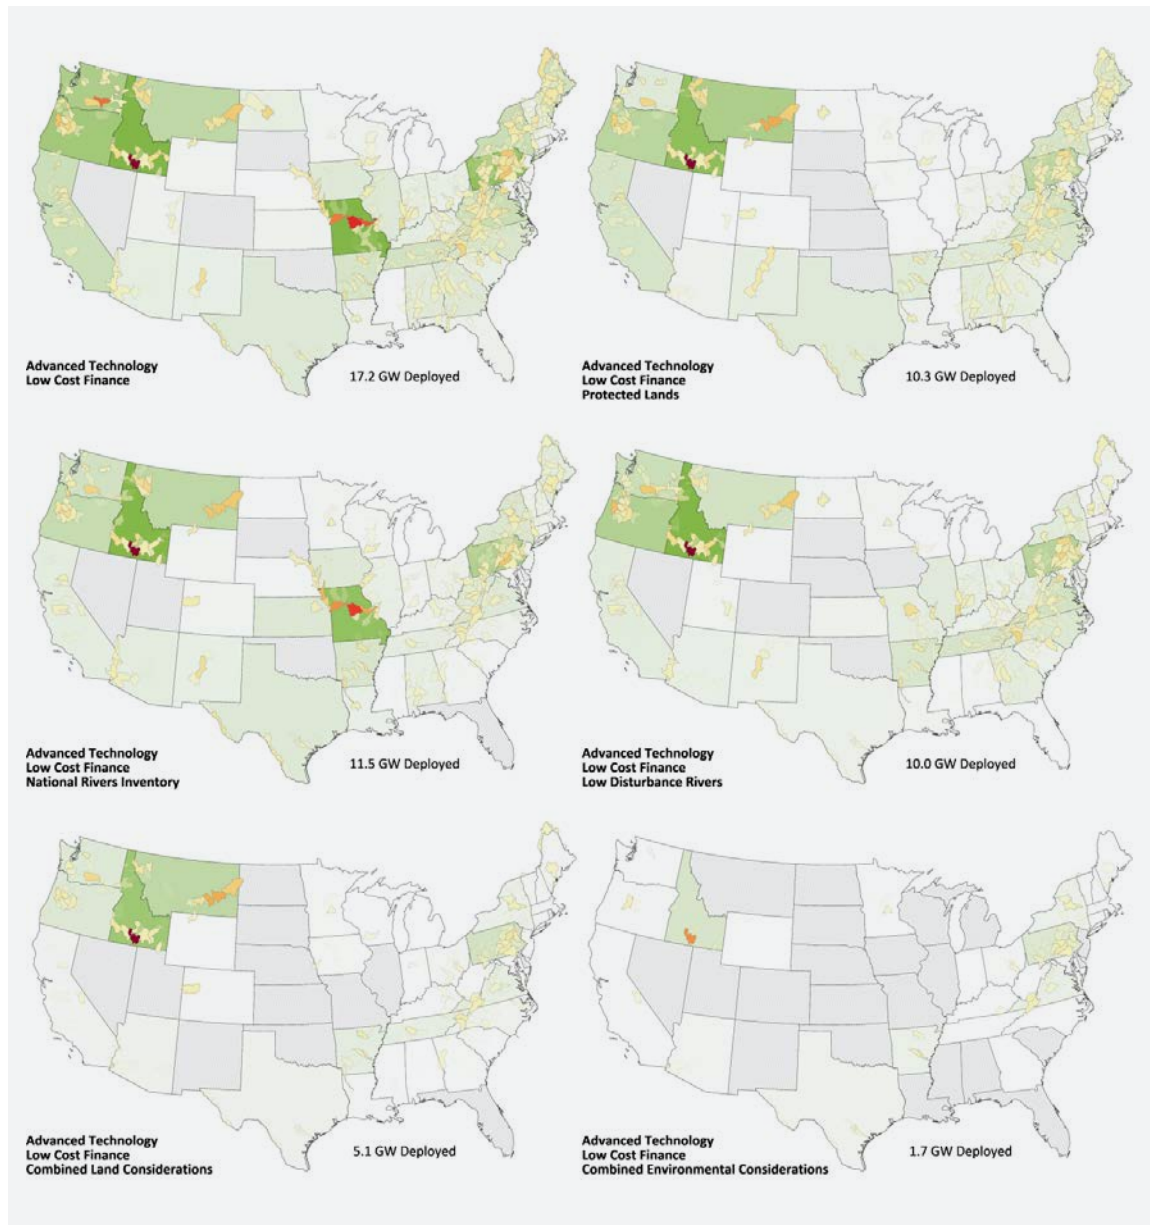 Advanced Technology
Low Cost Finance
17.2 GW Deployed
Advanced Technology
Low Cost Finance
Protected Lands
10.3 GW Deployed
Advanced Technology
Low Cost Finance
National Rivers Inventory
11.5 GW Deployed
Advanced Technology
Low Cost Finance
Low Disturbance Rivers
10.0 GW Deployed
Advanced Technology
Low Cost Finance
Combined Land Considerations
5.1 GW Deployed
Advanced Technology
Low Cost Finance
Combined Environmental Considerations
1.7 GW Deployed